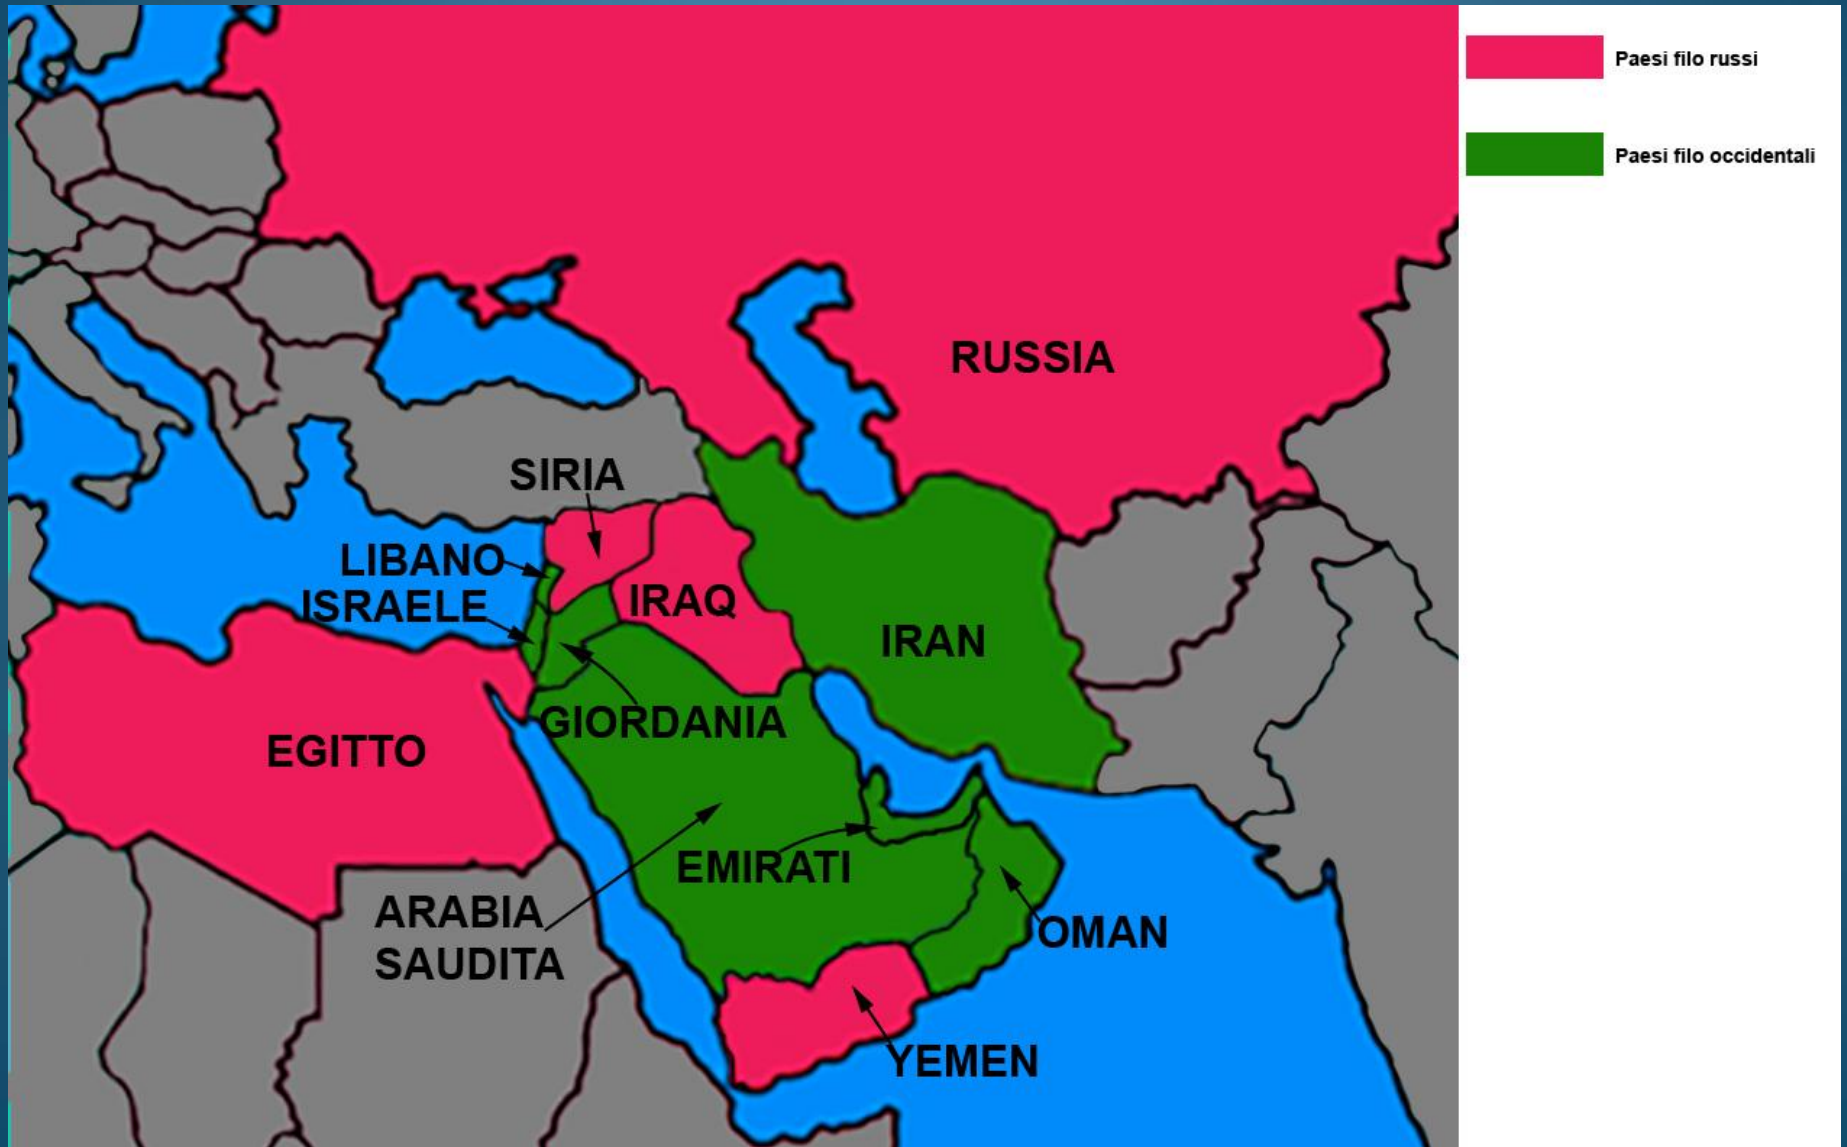 Paesi filo russi
Paesi filo occidentali
RUSSIA
SIRIA
LIBANO
ISRAELE
IRAQ
IRAN
GIORDANIA
EGITTO
EMIRATI
ARABIA
SAUDITA
OMAN
YEMEN